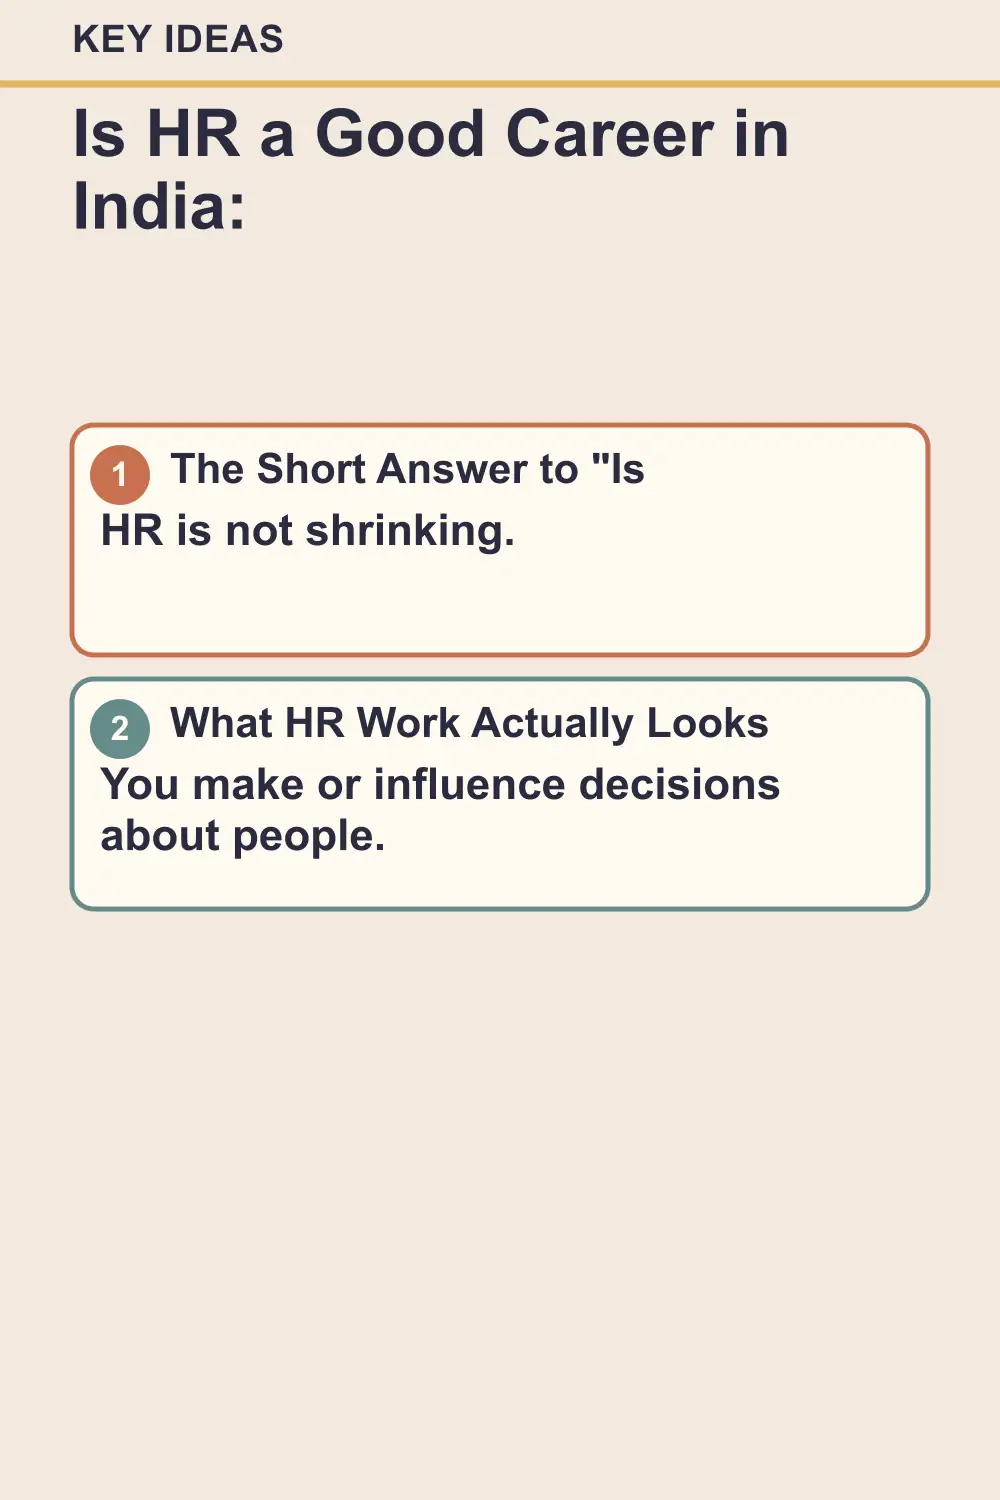 KEY IDEAS
Is HR a Good Career in
India:
1 The Short Answer to "Is
HR is not shrinking.
2 What HR Work Actually Looks
You make or influence decisions
about people.